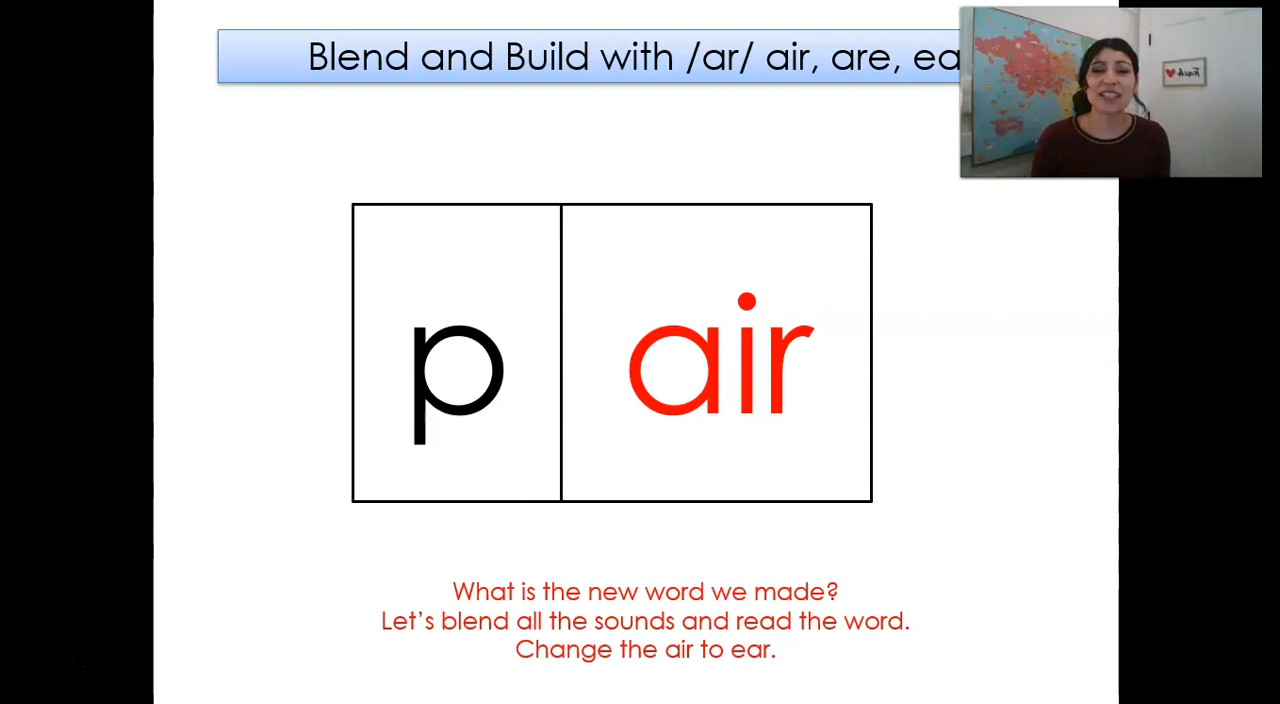 Blend and Build with /ar/ air, are, ea
p air
What is the new word we made?
Let's blend all the sounds and read the word.
Change the air to ear.